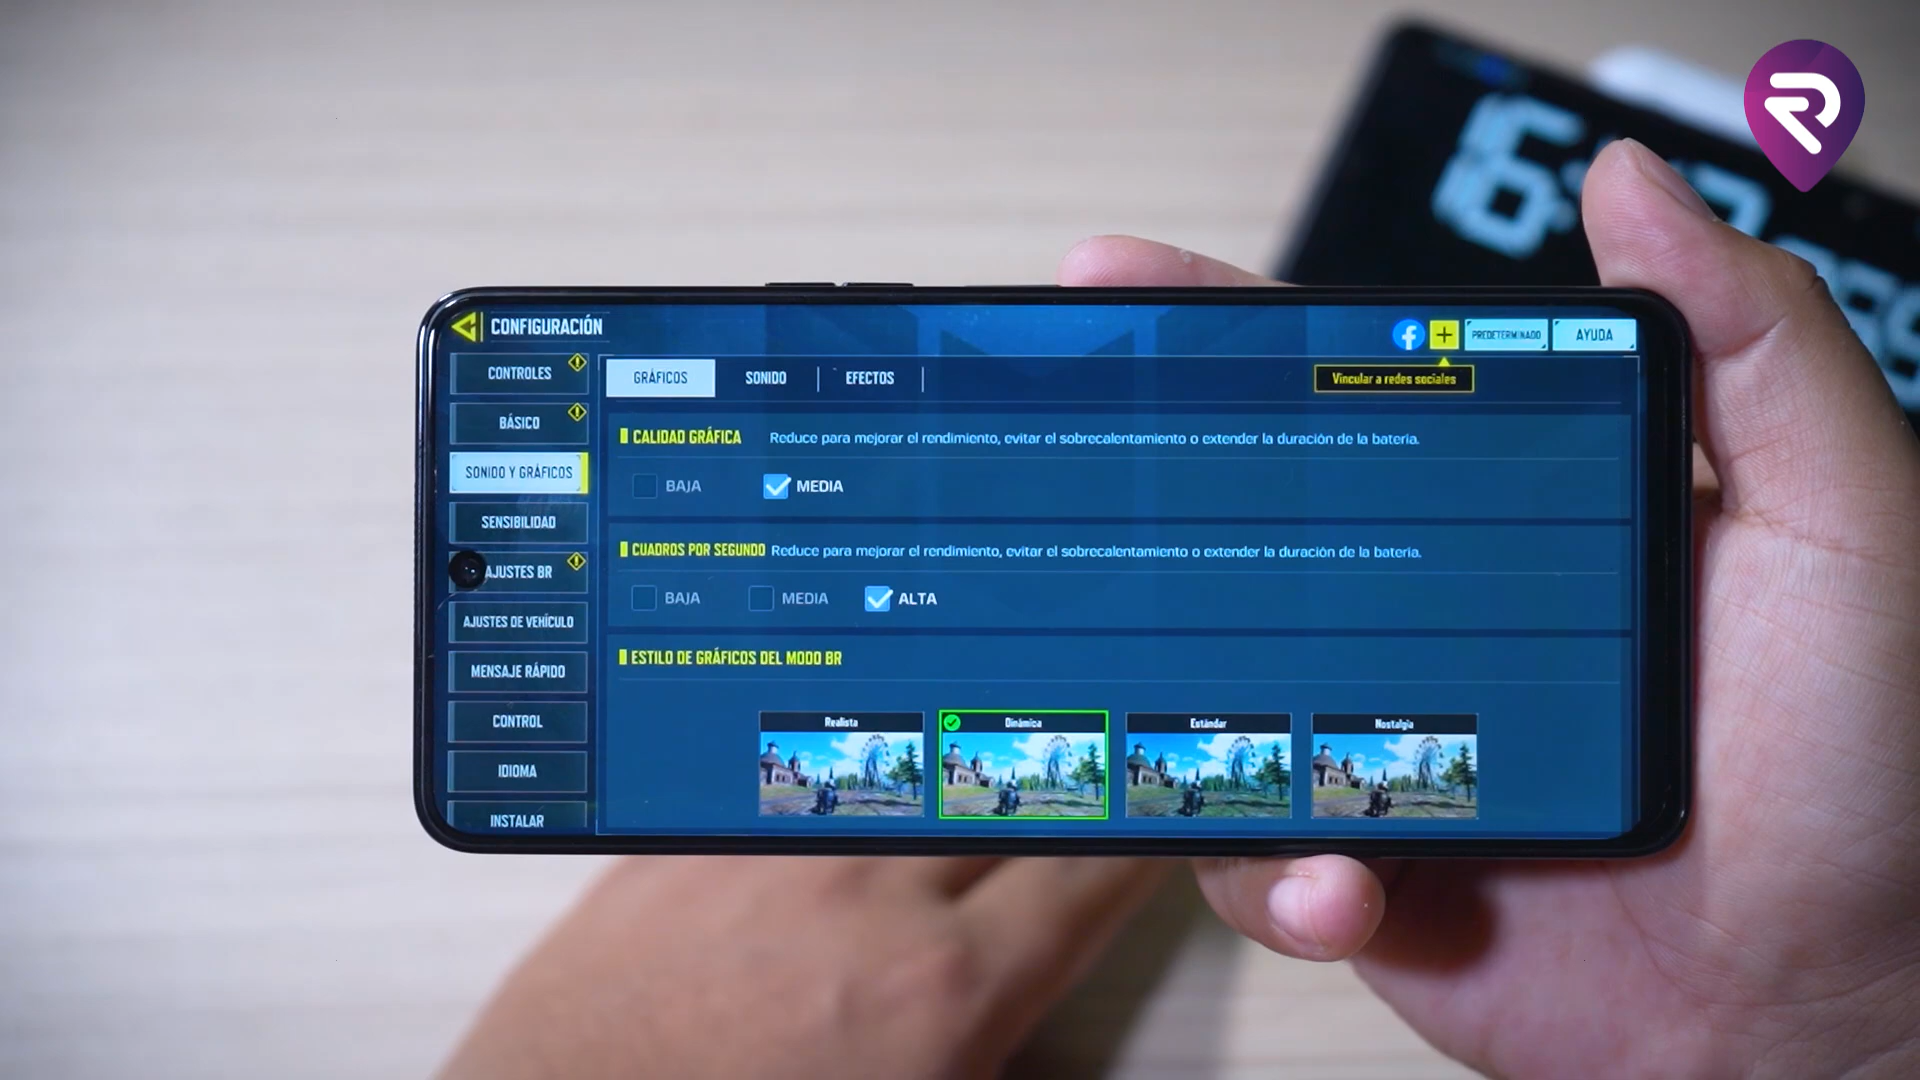 CONFIGURACIÓN
PREDETERMINADO
AYUDA
Vincular a redes sociales
CONTROLES
BÁSICO
SONIDO Y GRÁFICOS
SENSIBILIDAD
AJUSTES BR
AJUSTES DE VEHÍCULO
MENSAJE RÁPIDO
CONTROL
IDIOMA
INSTALAR
GRÁFICOS
SONIDO
EFECTOS
CALIDAD GRÁFICA Reduce para mejorar el rendimiento, evitar el sobrecalentamiento o extender la duración de la batería.
BAJA MEDIA
CUADROS POR SEGUNDO Reduce para mejorar el rendimiento, evitar el sobrecalentamiento o extender la duración de la batería.
BAJA MEDIA ALTA
ESTILO DE GRÁFICOS DEL MODO BR
Realista Dinámica Estándar Nostalgia